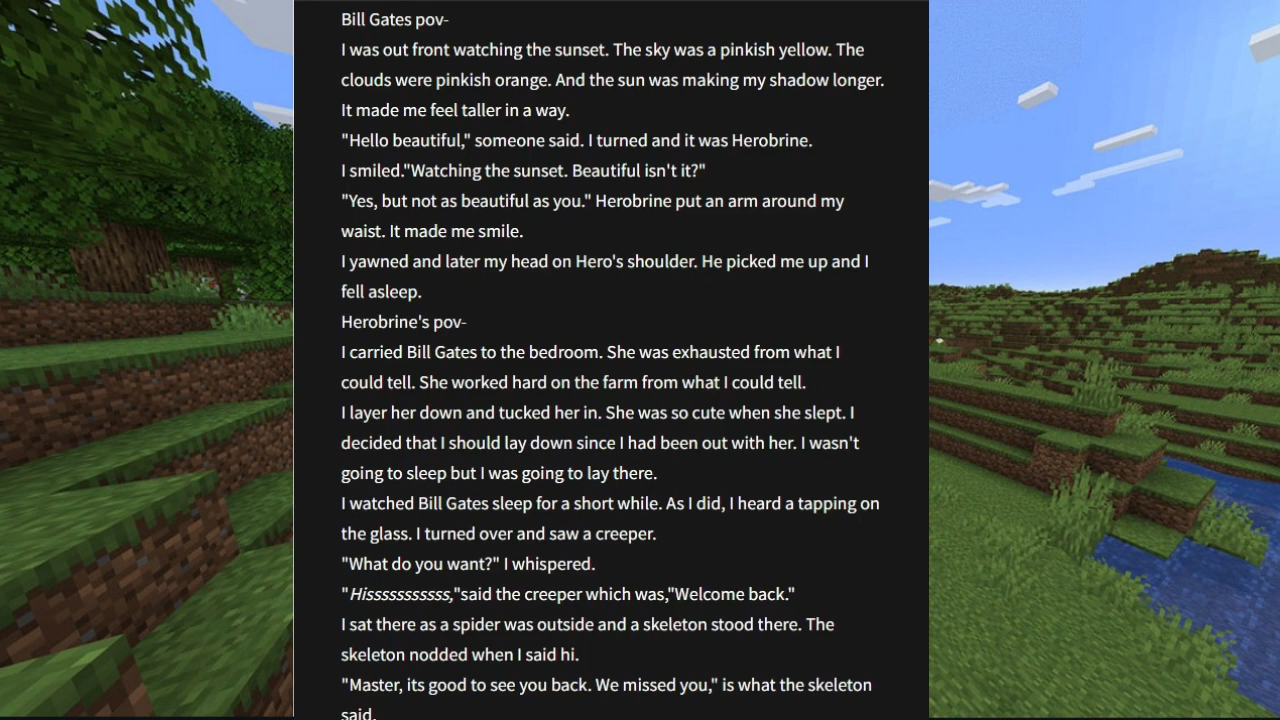 Bill Gates pov-
I was out front watching the sunset. The sky was a pinkish yellow. The
clouds were pinkish orange. And the sun was making my shadow longer.
It made me feel taller in a way.
"Hello beautiful," someone said. I turned and it was Herobrine.
I smiled."Watching the sunset. Beautiful isn't it?"
"Yes, but not as beautiful as you." Herobrine put an arm around my
waist. It made me smile.
I yawned and later my head on Hero's shoulder. He picked me up and I
fell asleep.
Herobrine's pov-
I carried Bill Gates to the bedroom. She was exhausted from what I
could tell. She worked hard on the farm from what I could tell.
I layer her down and tucked her in. She was so cute when she slept. I
decided that I should lay down since I had been out with her. I wasn't
going to sleep but I was going to lay there.
I watched Bill Gates sleep for a short while. As I did, I heard a tapping on
the glass. I turned over and saw a creeper.
"What do you want?" I whispered.
"Hisssssssssss,"said the creeper which was,"Welcome back."
I sat there as a spider was outside and a skeleton stood there. The
skeleton nodded when I said hi.
"Master, its good to see you back. We missed you," is what the skeleton
said.